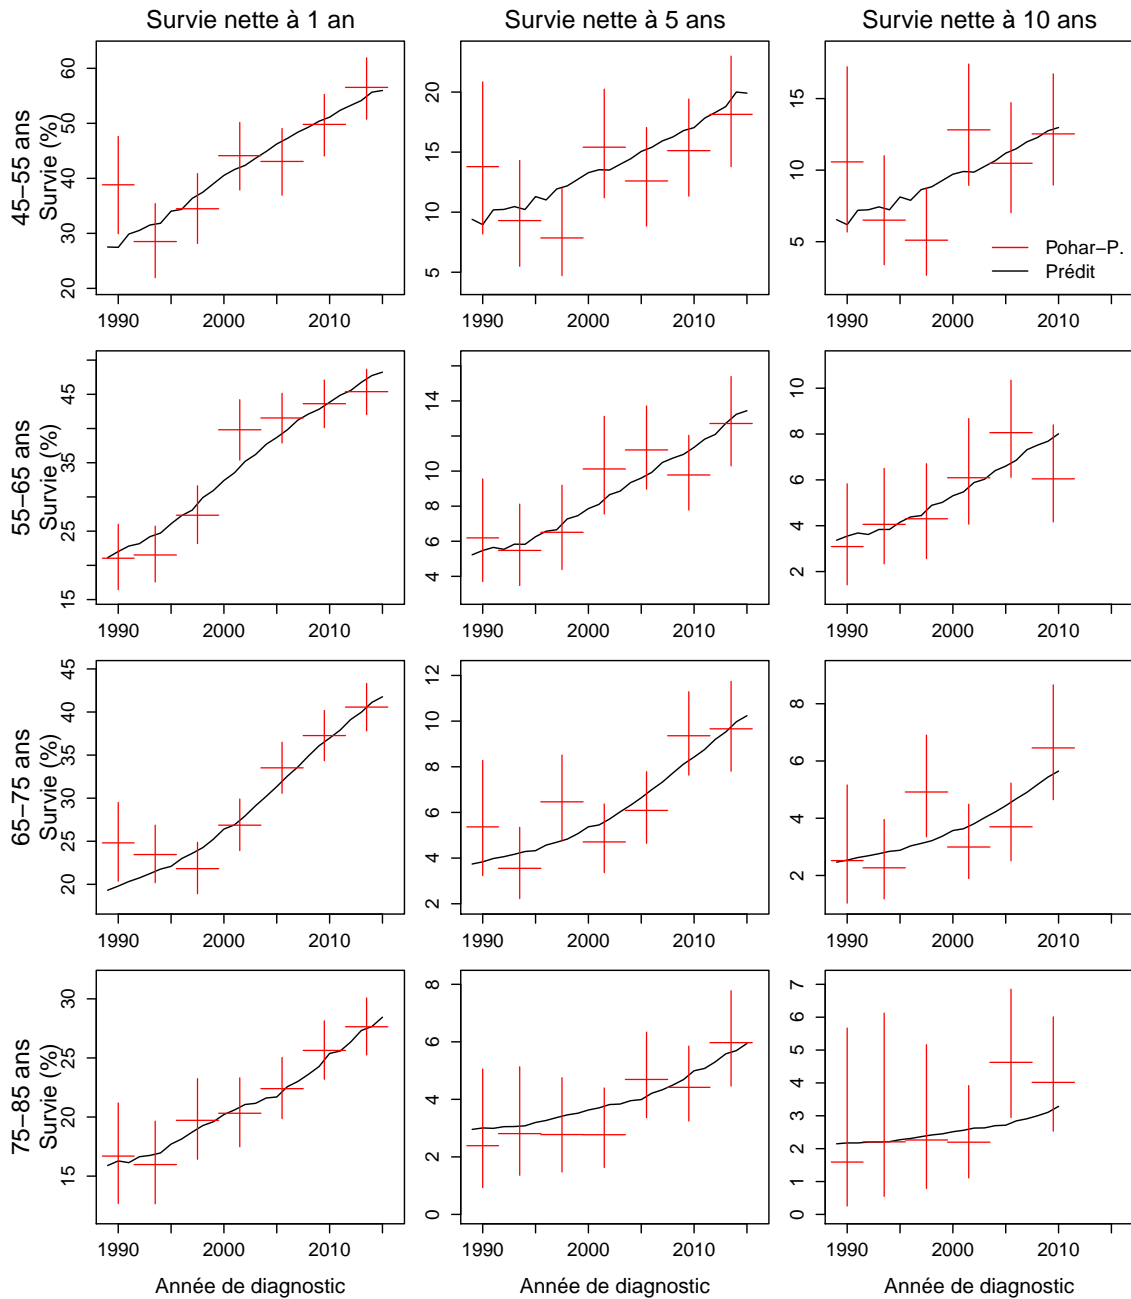 Survie nette à 1 an
Survie nette à 5 ans
Survie nette à 10 ans
45–55 ans
Survie (%)
20 30 40 50 60
1990 2000 2010
5 10 15 20
1990 2000 2010
5 10 15
Pohar–P.
Prédit
1990 2000 2010
55–65 ans
Survie (%)
15 25 35 45
1990 2000 2010
4 6 8 10 14
1990 2000 2010
2 4 6 8 10
1990 2000 2010
65–75 ans
Survie (%)
20 25 30 35 40 45
1990 2000 2010
2 4 6 8 10 12
1990 2000 2010
2 4 6 8
1990 2000 2010
75–85 ans
Survie (%)
15 20 25 30
1990 2000 2010
Année de diagnostic
0 2 4 6 8
1990 2000 2010
Année de diagnostic
0 1 2 3 4 5 6 7
1990 2000 2010
Année de diagnostic